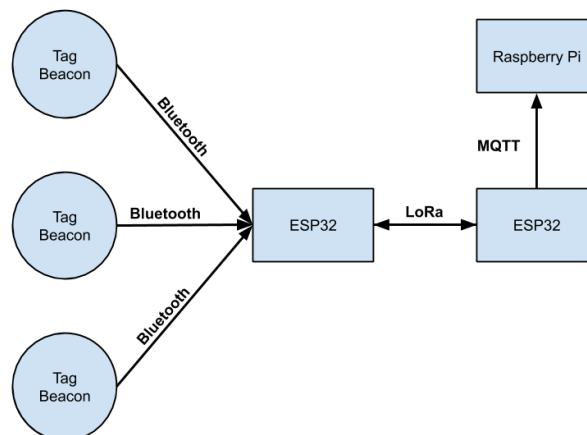 Tag
Beacon
Raspberry Pi
Bluetooth
MQTT
Tag
Beacon
Bluetooth
ESP32
LoRa
ESP32
Bluetooth
Tag
Beacon